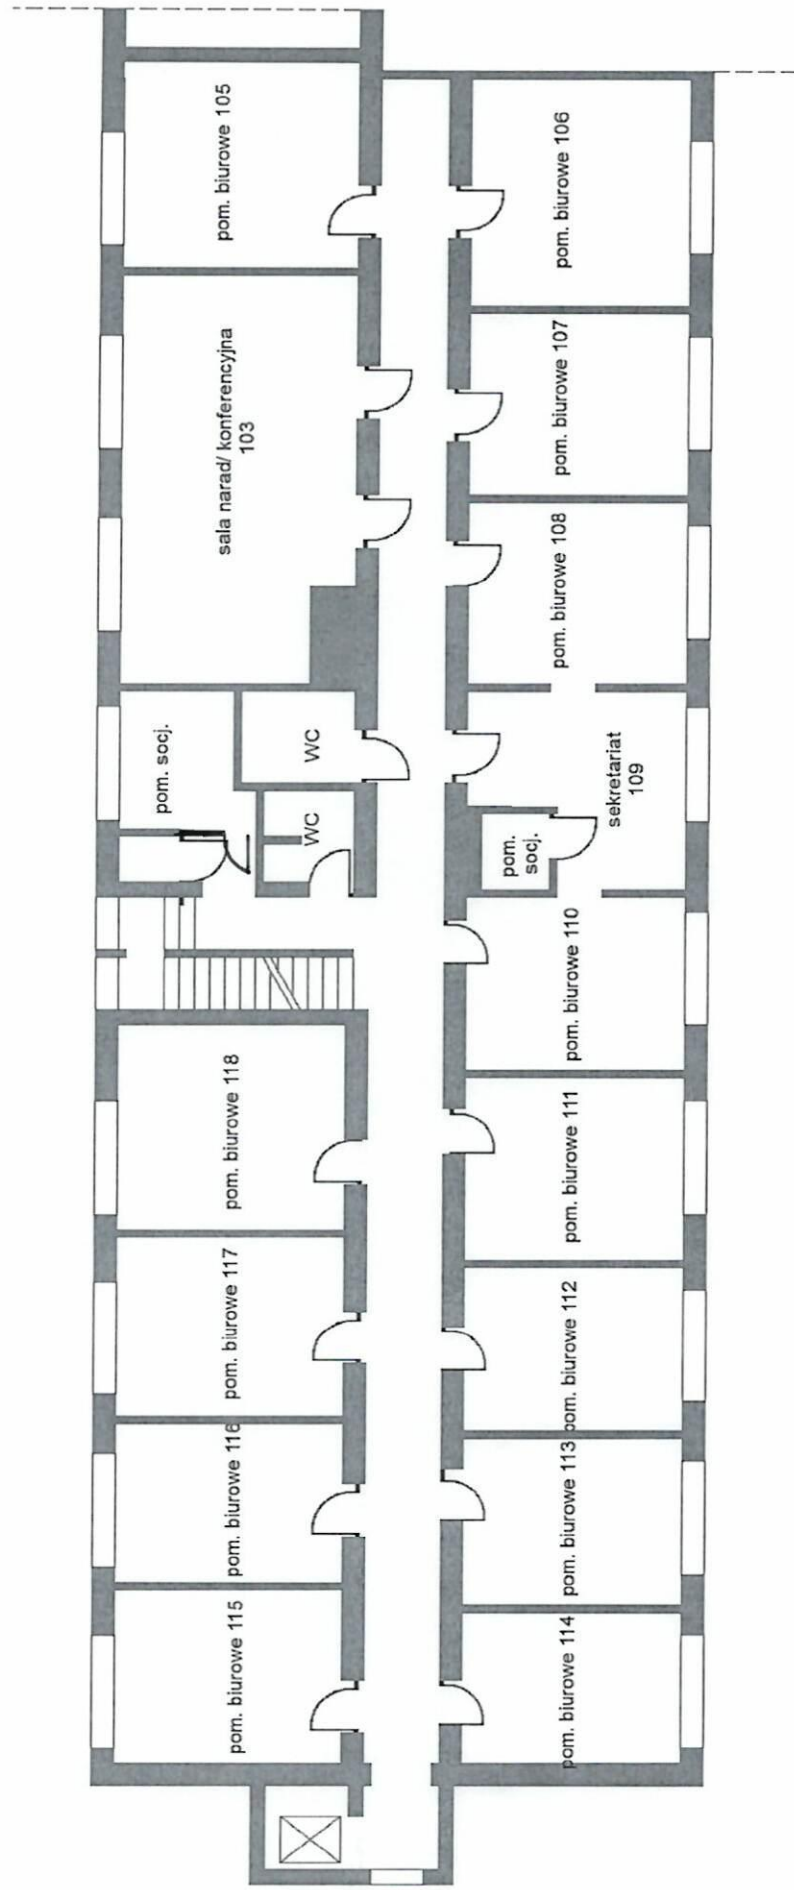 pom. biurowe 115
pom. biurowe 116
pom. biurowe 117
pom. biurowe 118
pom. socj.
WC
WC
sala narad/ konferencyjna
103
pom. biurowe 105
pom. biurowe 114
pom. biurowe 113
pom. biurowe 112
pom. biurowe 111
pom. biurowe 110
pom.
socj.
sekretariat
109
pom. biurowe 108
pom. biurowe 107
pom. biurowe 106